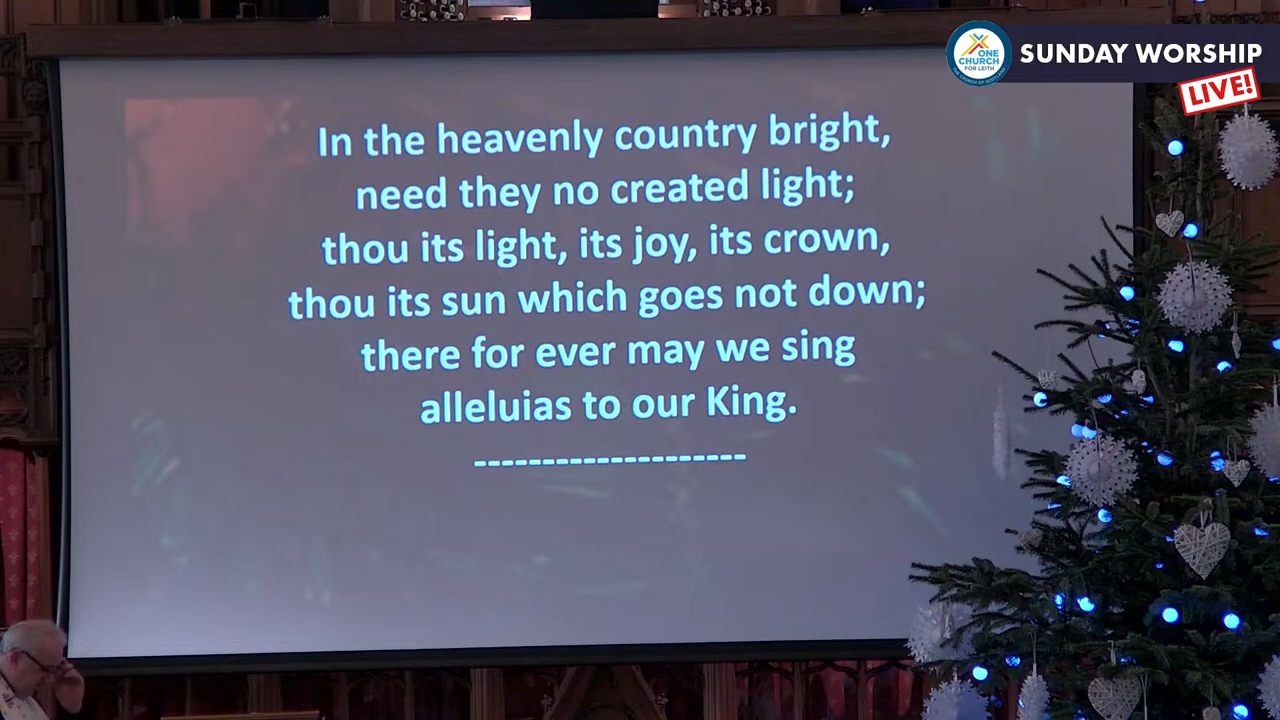 ONE
CHURCH
FOR LEITH
SUNDAY WORSHIP
LIVE!
In the heavenly country bright,
need they no created light;
thou its light, its joy, its crown,
thou its sun which goes not down;
there for ever may we sing
alleluias to our King.
--------------------